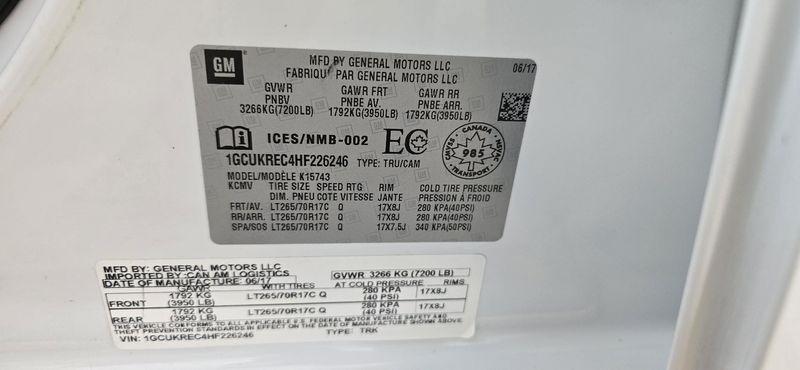 GM
MFD BY GENERAL MOTORS LLC
FABRIQU' PAR GENERAL MOTORS LLC
06/17
GVWR GAWR FRT GAWR RR
PNBV PNBE AV. PNBE ARR.
3266KG(7200LB) 1792KG(3950LB) 1792KG(3950LB)
ICES/NMB-002 EC
CANADA
CMVSS 985 NSVAC
TRANSPORT
1GCUKREC4HF226246 TYPE: TRU/CAM
MODEL/MODÈLE K15743
KCMV TIRE SIZE SPEED RTG RIM COLD TIRE PRESSURE
DIM. PNEU COTE VITESSE JANTE PRESSION À FROID
FRT/AV. LT265/70R17C Q 17X8J 280 KPA(40PSI)
RR/ARR. LT265/70R17C Q 17X8J 280 KPA(40PSI)
SPA/SOS LT265/70R17C Q 17X7.5J 340 KPA(50PSI)
MFD BY: GENERAL MOTORS LLC
IMPORTED BY:CAN AM LOGISTICS
DATE OF MANUFACTURE: 06/17 GVWR 3266 KG (7200 LB)
GAWR WITH TIRES AT COLD PRESSURE RIMS
FRONT 1792 KG (3950 LB) LT265/70R17C Q 280 KPA (40 PSI) 17X8J
REAR 1792 KG (3950 LB) LT265/70R17C Q 280 KPA (40 PSI) 17X8J
THIS VEHICLE CONFORMS TO ALL APPLICABLE U.S. FEDERAL MOTOR VEHICLE SAFETY AND
THEFT PREVENTION STANDARDS IN EFFECT ON THE DATE OF MANUFACTURE SHOWN ABOVE.
VIN: 1GCUKREC4HF226246 TYPE: TRK